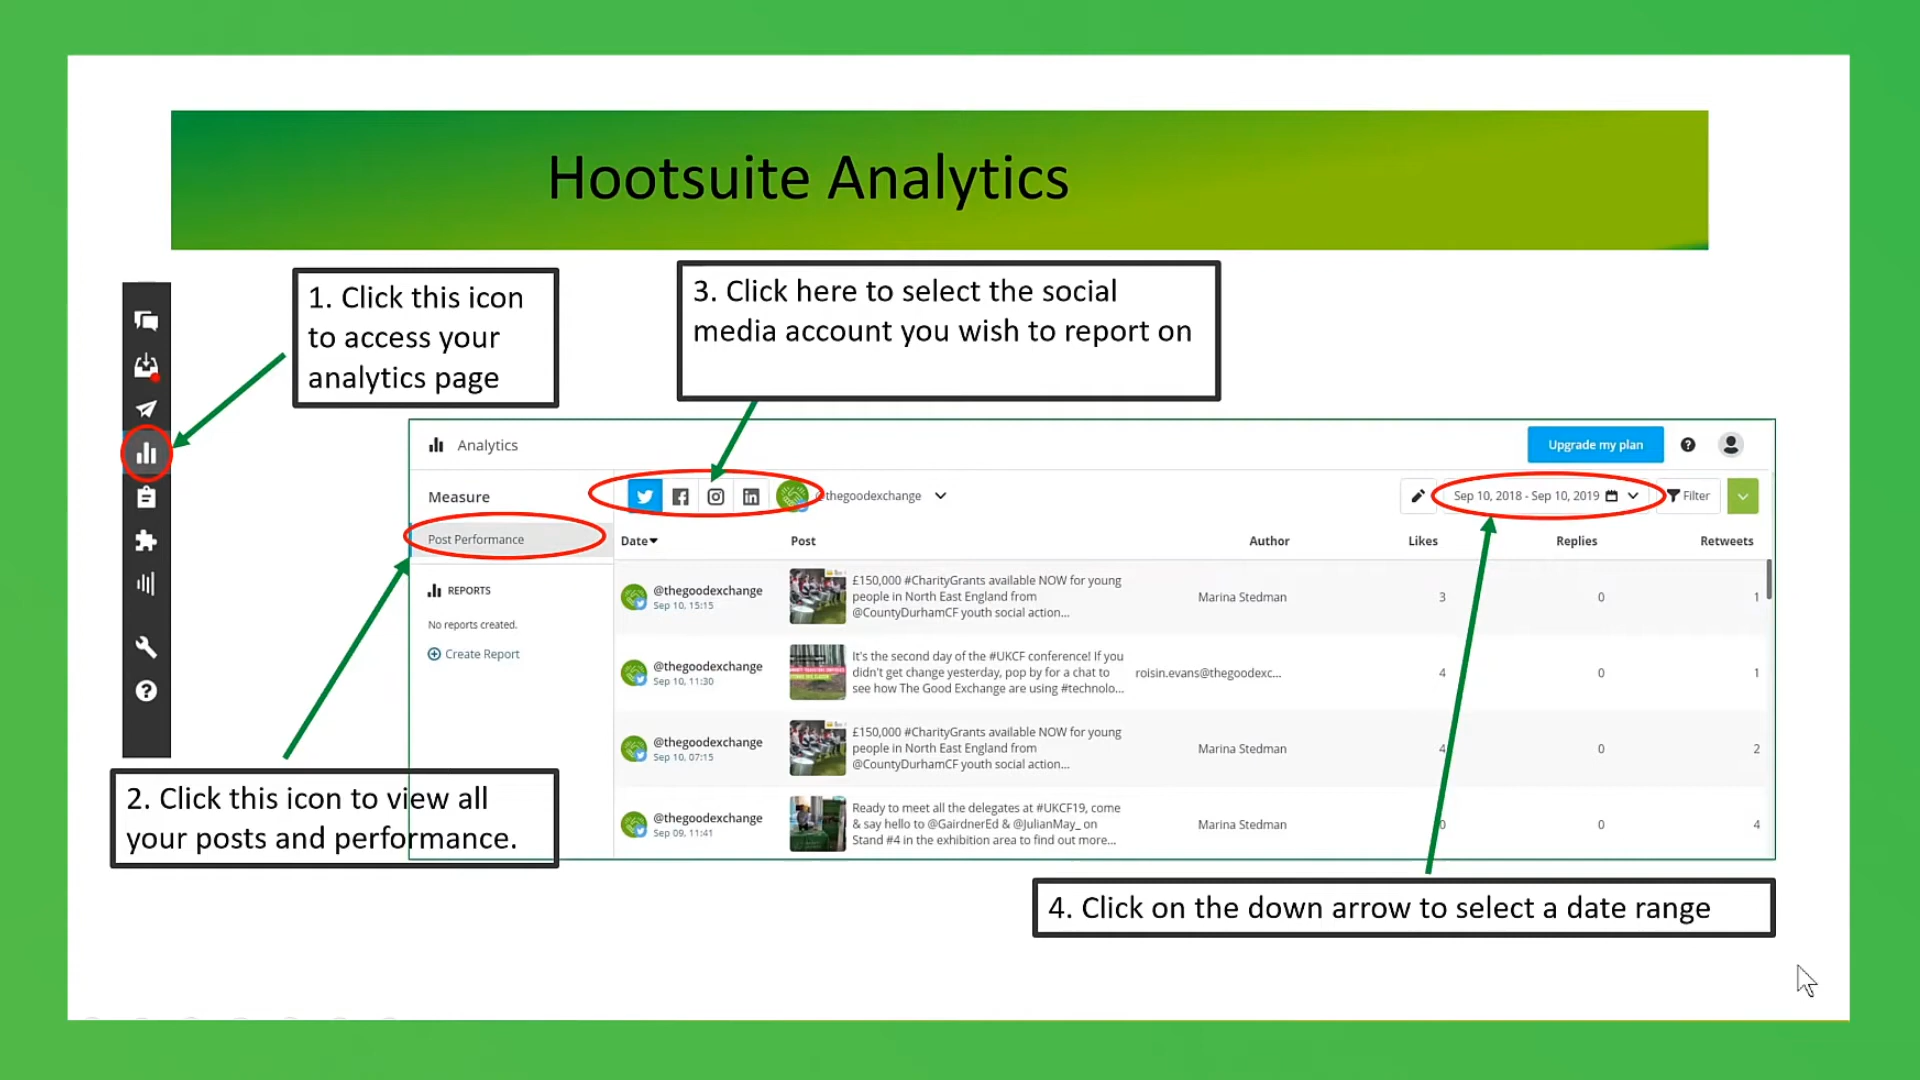 Hootsuite Analytics
1. Click this icon
to access your
analytics page
3. Click here to select the social
media account you wish to report on
Analytics
Upgrade my plan
Measure
@thegoodexchange
Sep 10, 2018 - Sep 10, 2019
Filter
Post Performance
Date
Post
Author
Likes
Replies
Retweets
REPORTS
No reports created.
Create Report
@thegoodexchange
Sep 10, 15:15
£150,000 #CharityGrants available NOW for young
people in North East England from
@CountyDurhamCF youth social action...
Marina Stedman
3
0
1
@thegoodexchange
Sep 10, 11:30
It's the second day of the #UKCF conference! If you
didn't get change yesterday, pop by for a chat to
see how The Good Exchange are using #technolo...
roisin.evans@thegoodexc...
4
0
1
@thegoodexchange
Sep 10, 07:15
£150,000 #CharityGrants available NOW for young
people in North East England from
@CountyDurhamCF youth social action...
Marina Stedman
4
0
2
@thegoodexchange
Sep 09, 11:41
Ready to meet all the delegates at #UKCF19, come
& say hello to @GairdnerEd & @JulianMay_ on
Stand #4 in the exhibition area to find out more...
Marina Stedman
0
0
4
2. Click this icon to view all
your posts and performance.
4. Click on the down arrow to select a date range